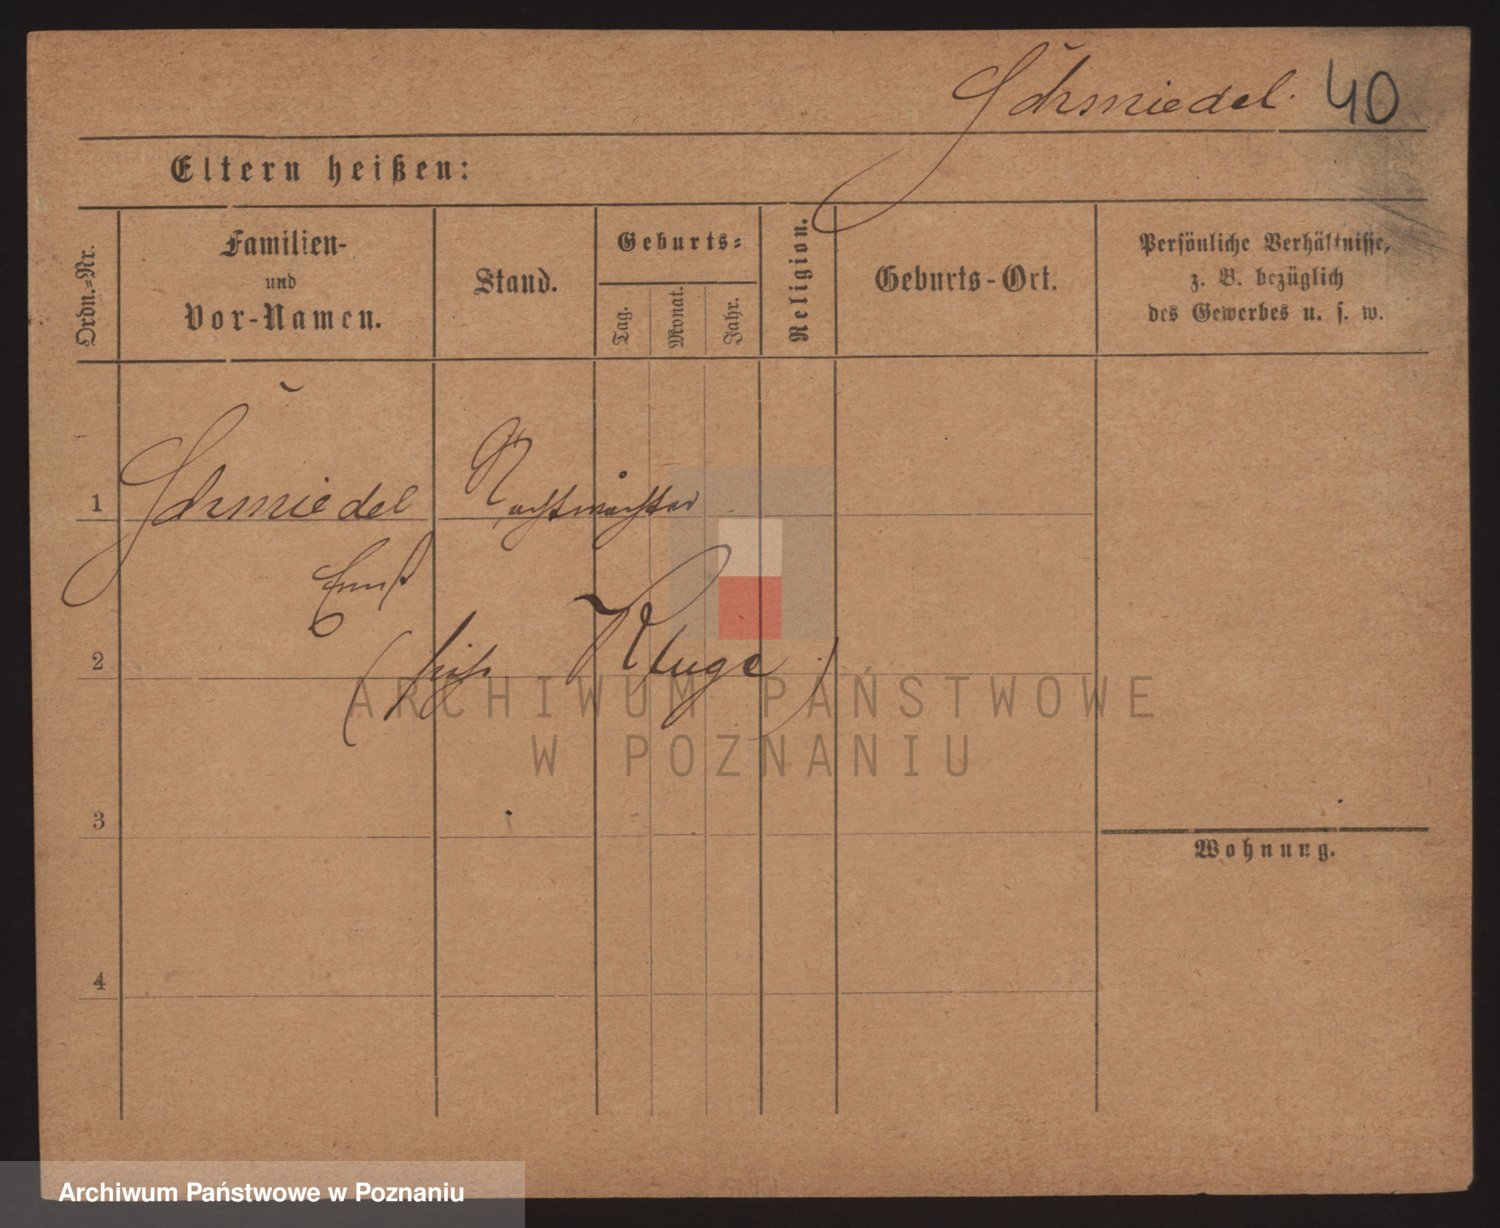 Schmiedel. 40
Eltern heißen:
Ordn.-Nr.
Familien-
und
Vor-Namen.
Stand.
Geburts-
Tag.
Monat.
Jahr.
Religion.
Geburts-Ort.
Persönliche Verhältnisse,
z. B. bezüglich
des Gewerbes u. s. w.
1 Schmiedel Nachtwächter
Ernst
2 ( Kluge )
ARCHIWUM PAŃSTWOWE
W POZNANIU
3
Wohnung.
4
Archiwum Państwowe w Poznaniu